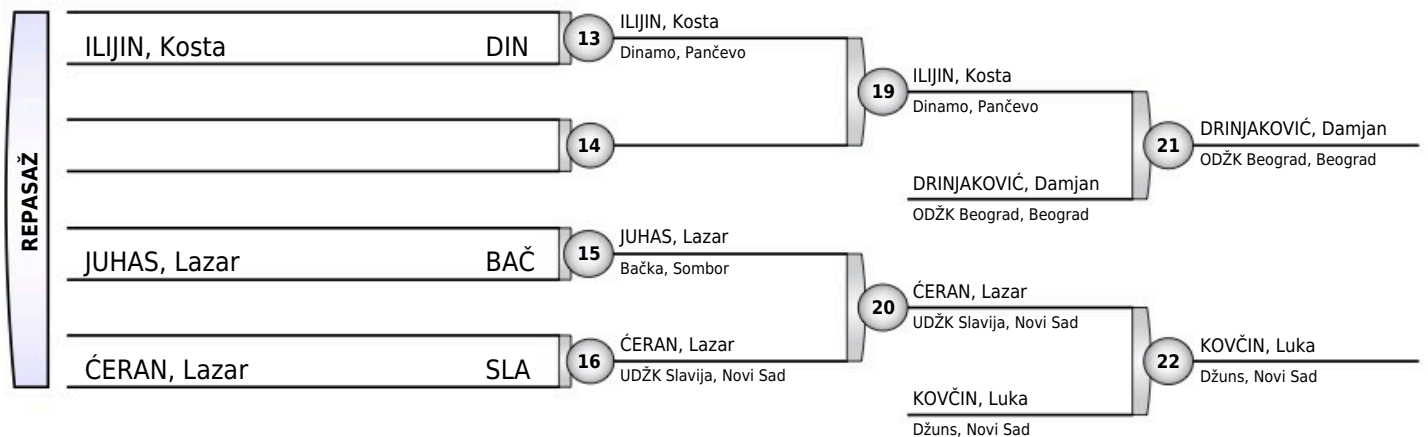 REPASAŽ
ILIJIN, Kosta DIN
13
ILIJIN, Kosta
Dinamo, Pančevo
14
19
ILIJIN, Kosta
Dinamo, Pančevo
DRINJAKOVIĆ, Damjan
ODŽK Beograd, Beograd
21
DRINJAKOVIĆ, Damjan
ODŽK Beograd, Beograd
JUHAS, Lazar BAČ
15
JUHAS, Lazar
Bačka, Sombor
ĆERAN, Lazar SLA
16
ĆERAN, Lazar
UDŽK Slavija, Novi Sad
20
ĆERAN, Lazar
UDŽK Slavija, Novi Sad
KOVČIN, Luka
Džuns, Novi Sad
22
KOVČIN, Luka
Džuns, Novi Sad